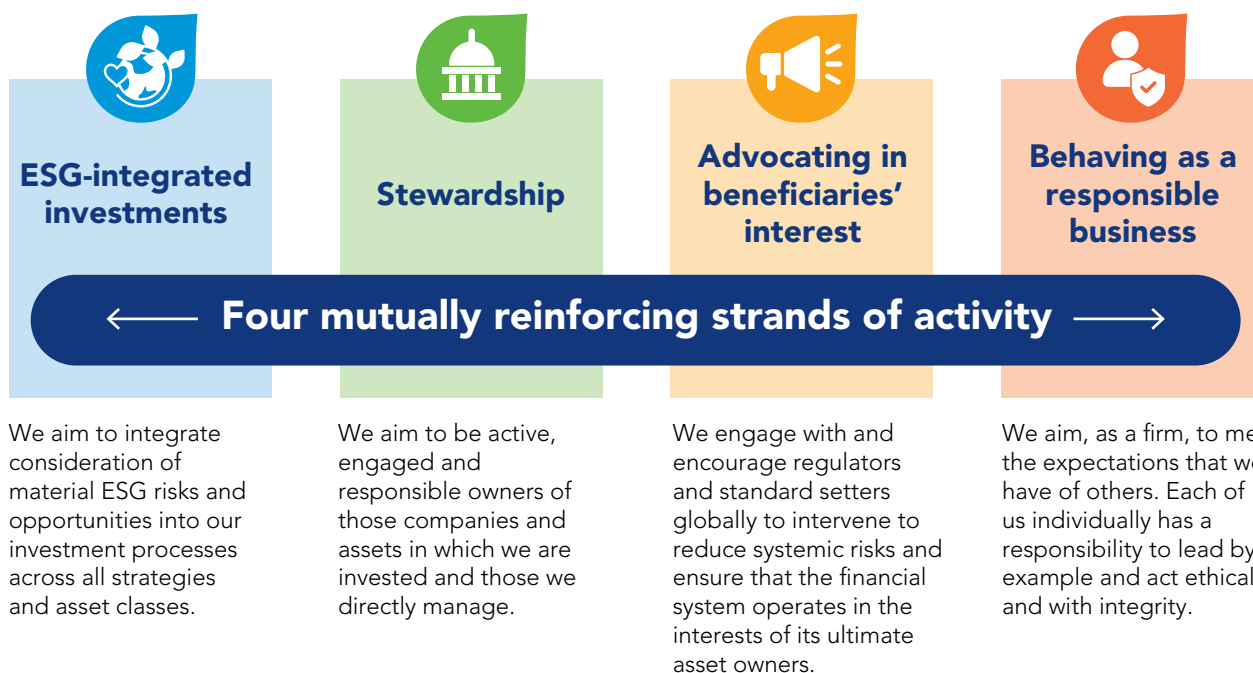 ESG-integrated
investments
Stewardship
Advocating in
beneficiaries’
interest
Behaving as a
responsible
business
Four mutually reinforcing strands of activity
We aim to integrate
consideration of
material ESG risks and
opportunities into our
investment processes
across all strategies
and asset classes.
We aim to be active,
engaged and
responsible owners of
those companies and
assets in which we are
invested and those we
directly manage.
We engage with and
encourage regulators
and standard setters
globally to intervene to
reduce systemic risks and
ensure that the financial
system operates in the
interests of its ultimate
asset owners.
We aim, as a firm, to
the expectations that
have of others. Each of
us individually has a
responsibility to lead by
example and act
and with integrity.